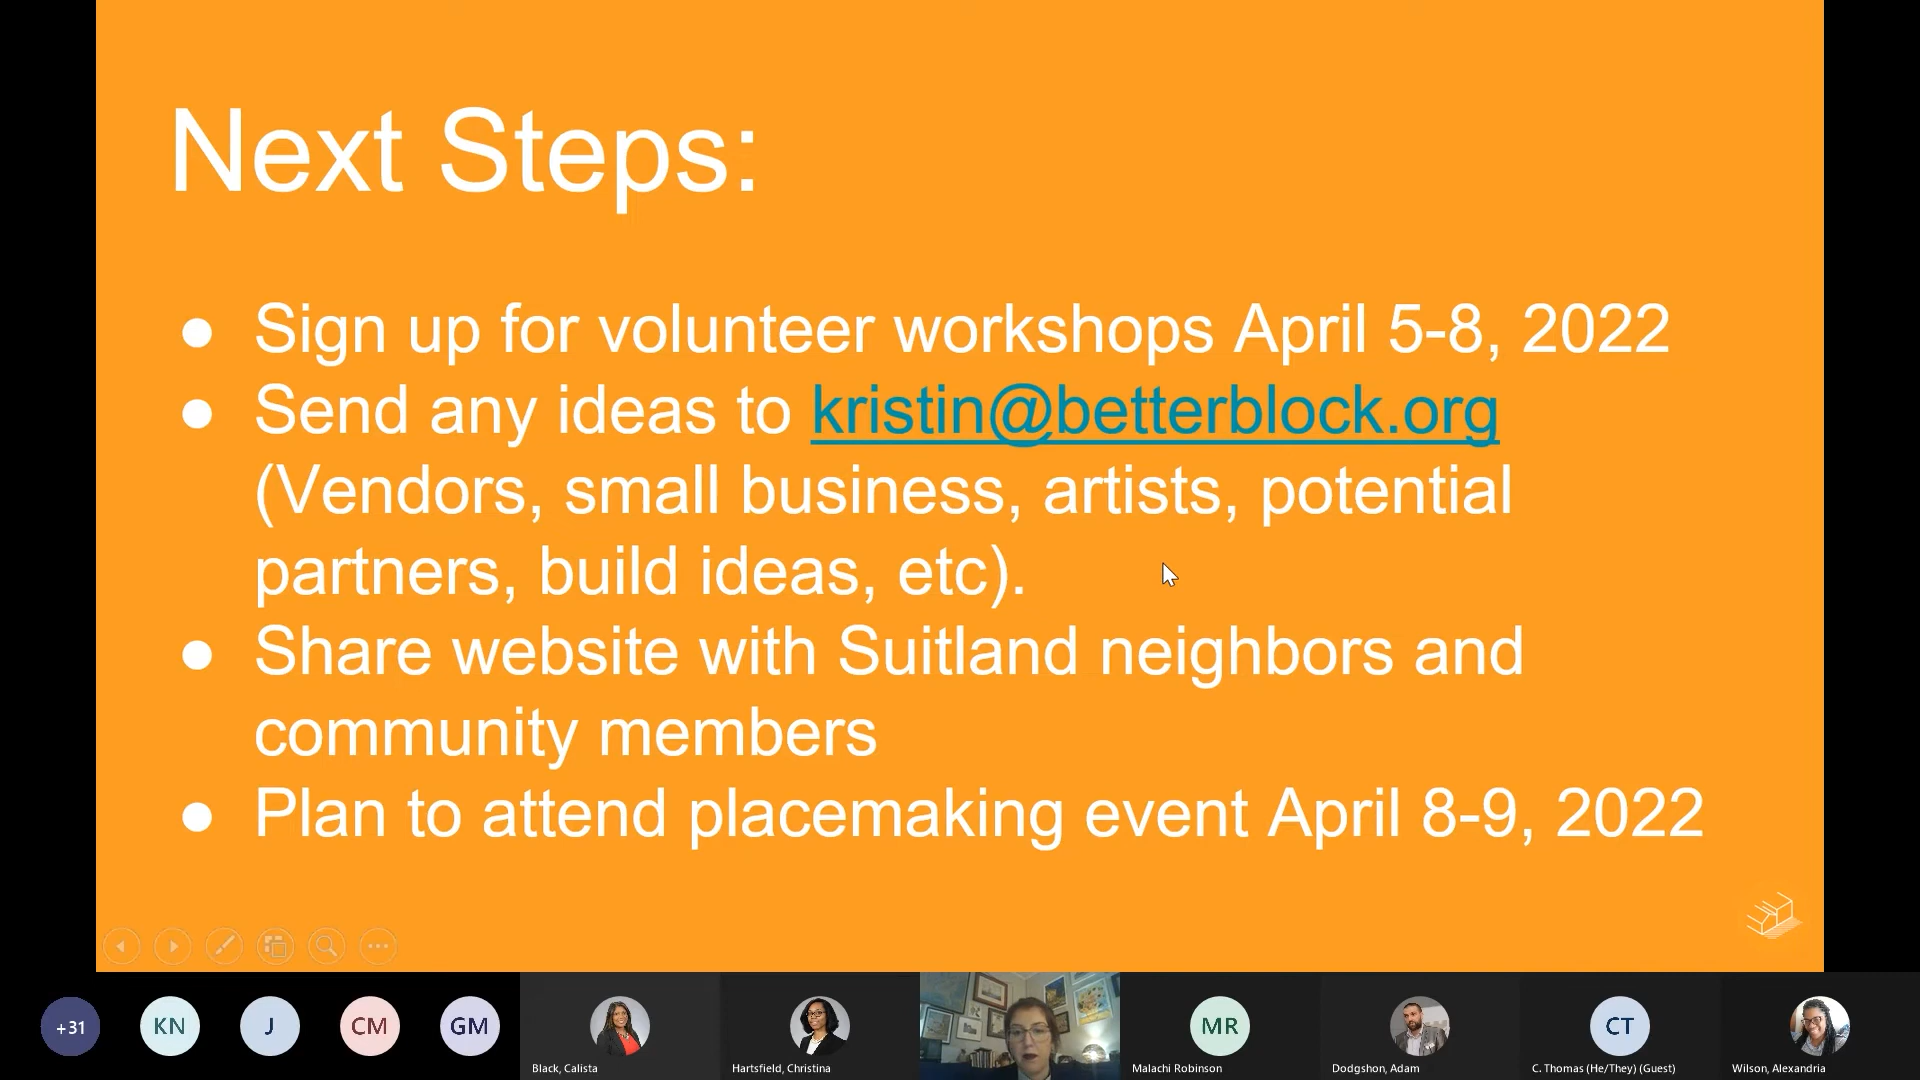 Next Steps:
● Sign up for volunteer workshops April 5-8, 2022
● Send any ideas to kristin@betterblock.org
(Vendors, small business, artists, potential
partners, build ideas, etc).
● Share website with Suitland neighbors and
community members
● Plan to attend placemaking event April 8-9, 2022
+31
KN
J
CM
GM
MR
CT
Black, Calista
Hartsfield, Christina
Malachi Robinson
Dodgshon, Adam
C. Thomas (He/They) (Guest)
Wilson, Alexandria